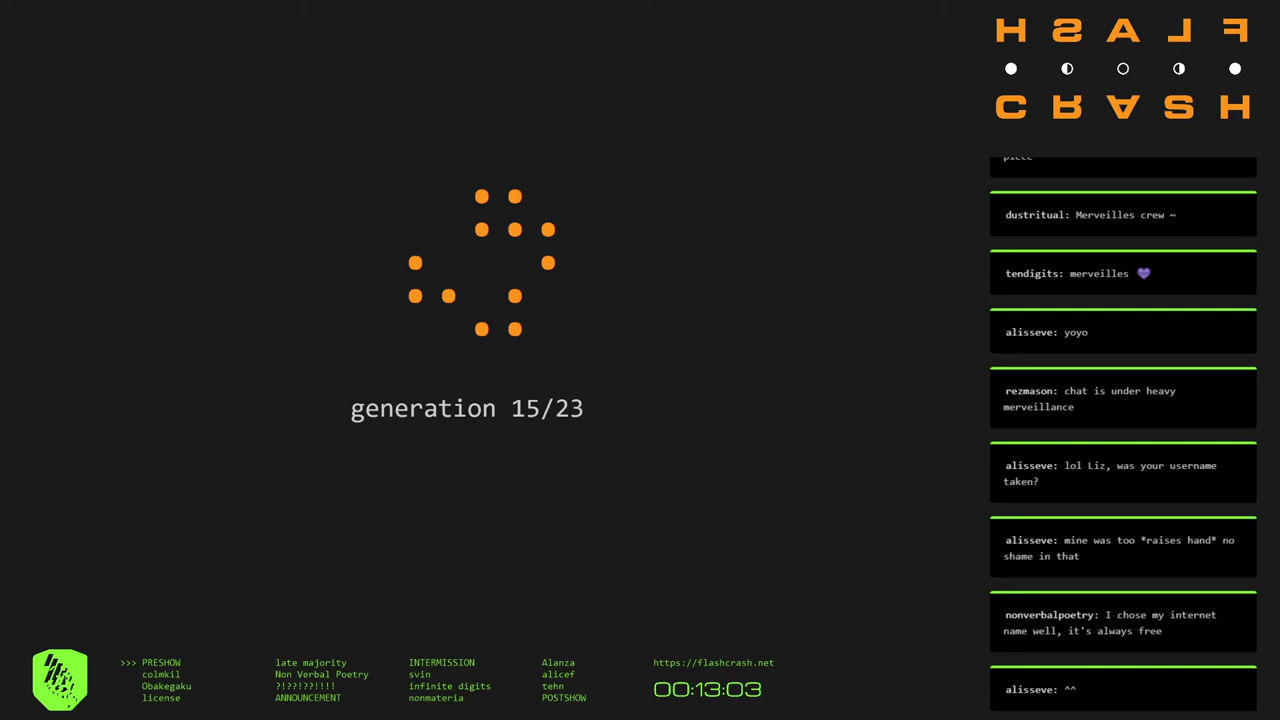 HSALF
CRASH
generation 15/23
piece
dustritual: Merveilles crew ~
tendigits: merveilles 💜
alisseve: yoyo
rezmason: chat is under heavy
merveillance
alisseve: lol Liz, was your username
taken?
alisseve: mine was too *raises hand* no
shame in that
nonverbalpoetry: I chose my internet
name well, it's always free
alisseve: ^^
>>> PRESHOW
colmkil
Obakegaku
license
late majority
Non Verbal Poetry
?!??!??!!!!
ANNOUNCEMENT
INTERMISSION
svin
infinite digits
nonmateria
Alanza
alicef
tehn
POSTSHOW
https://flashcrash.net
00:13:03